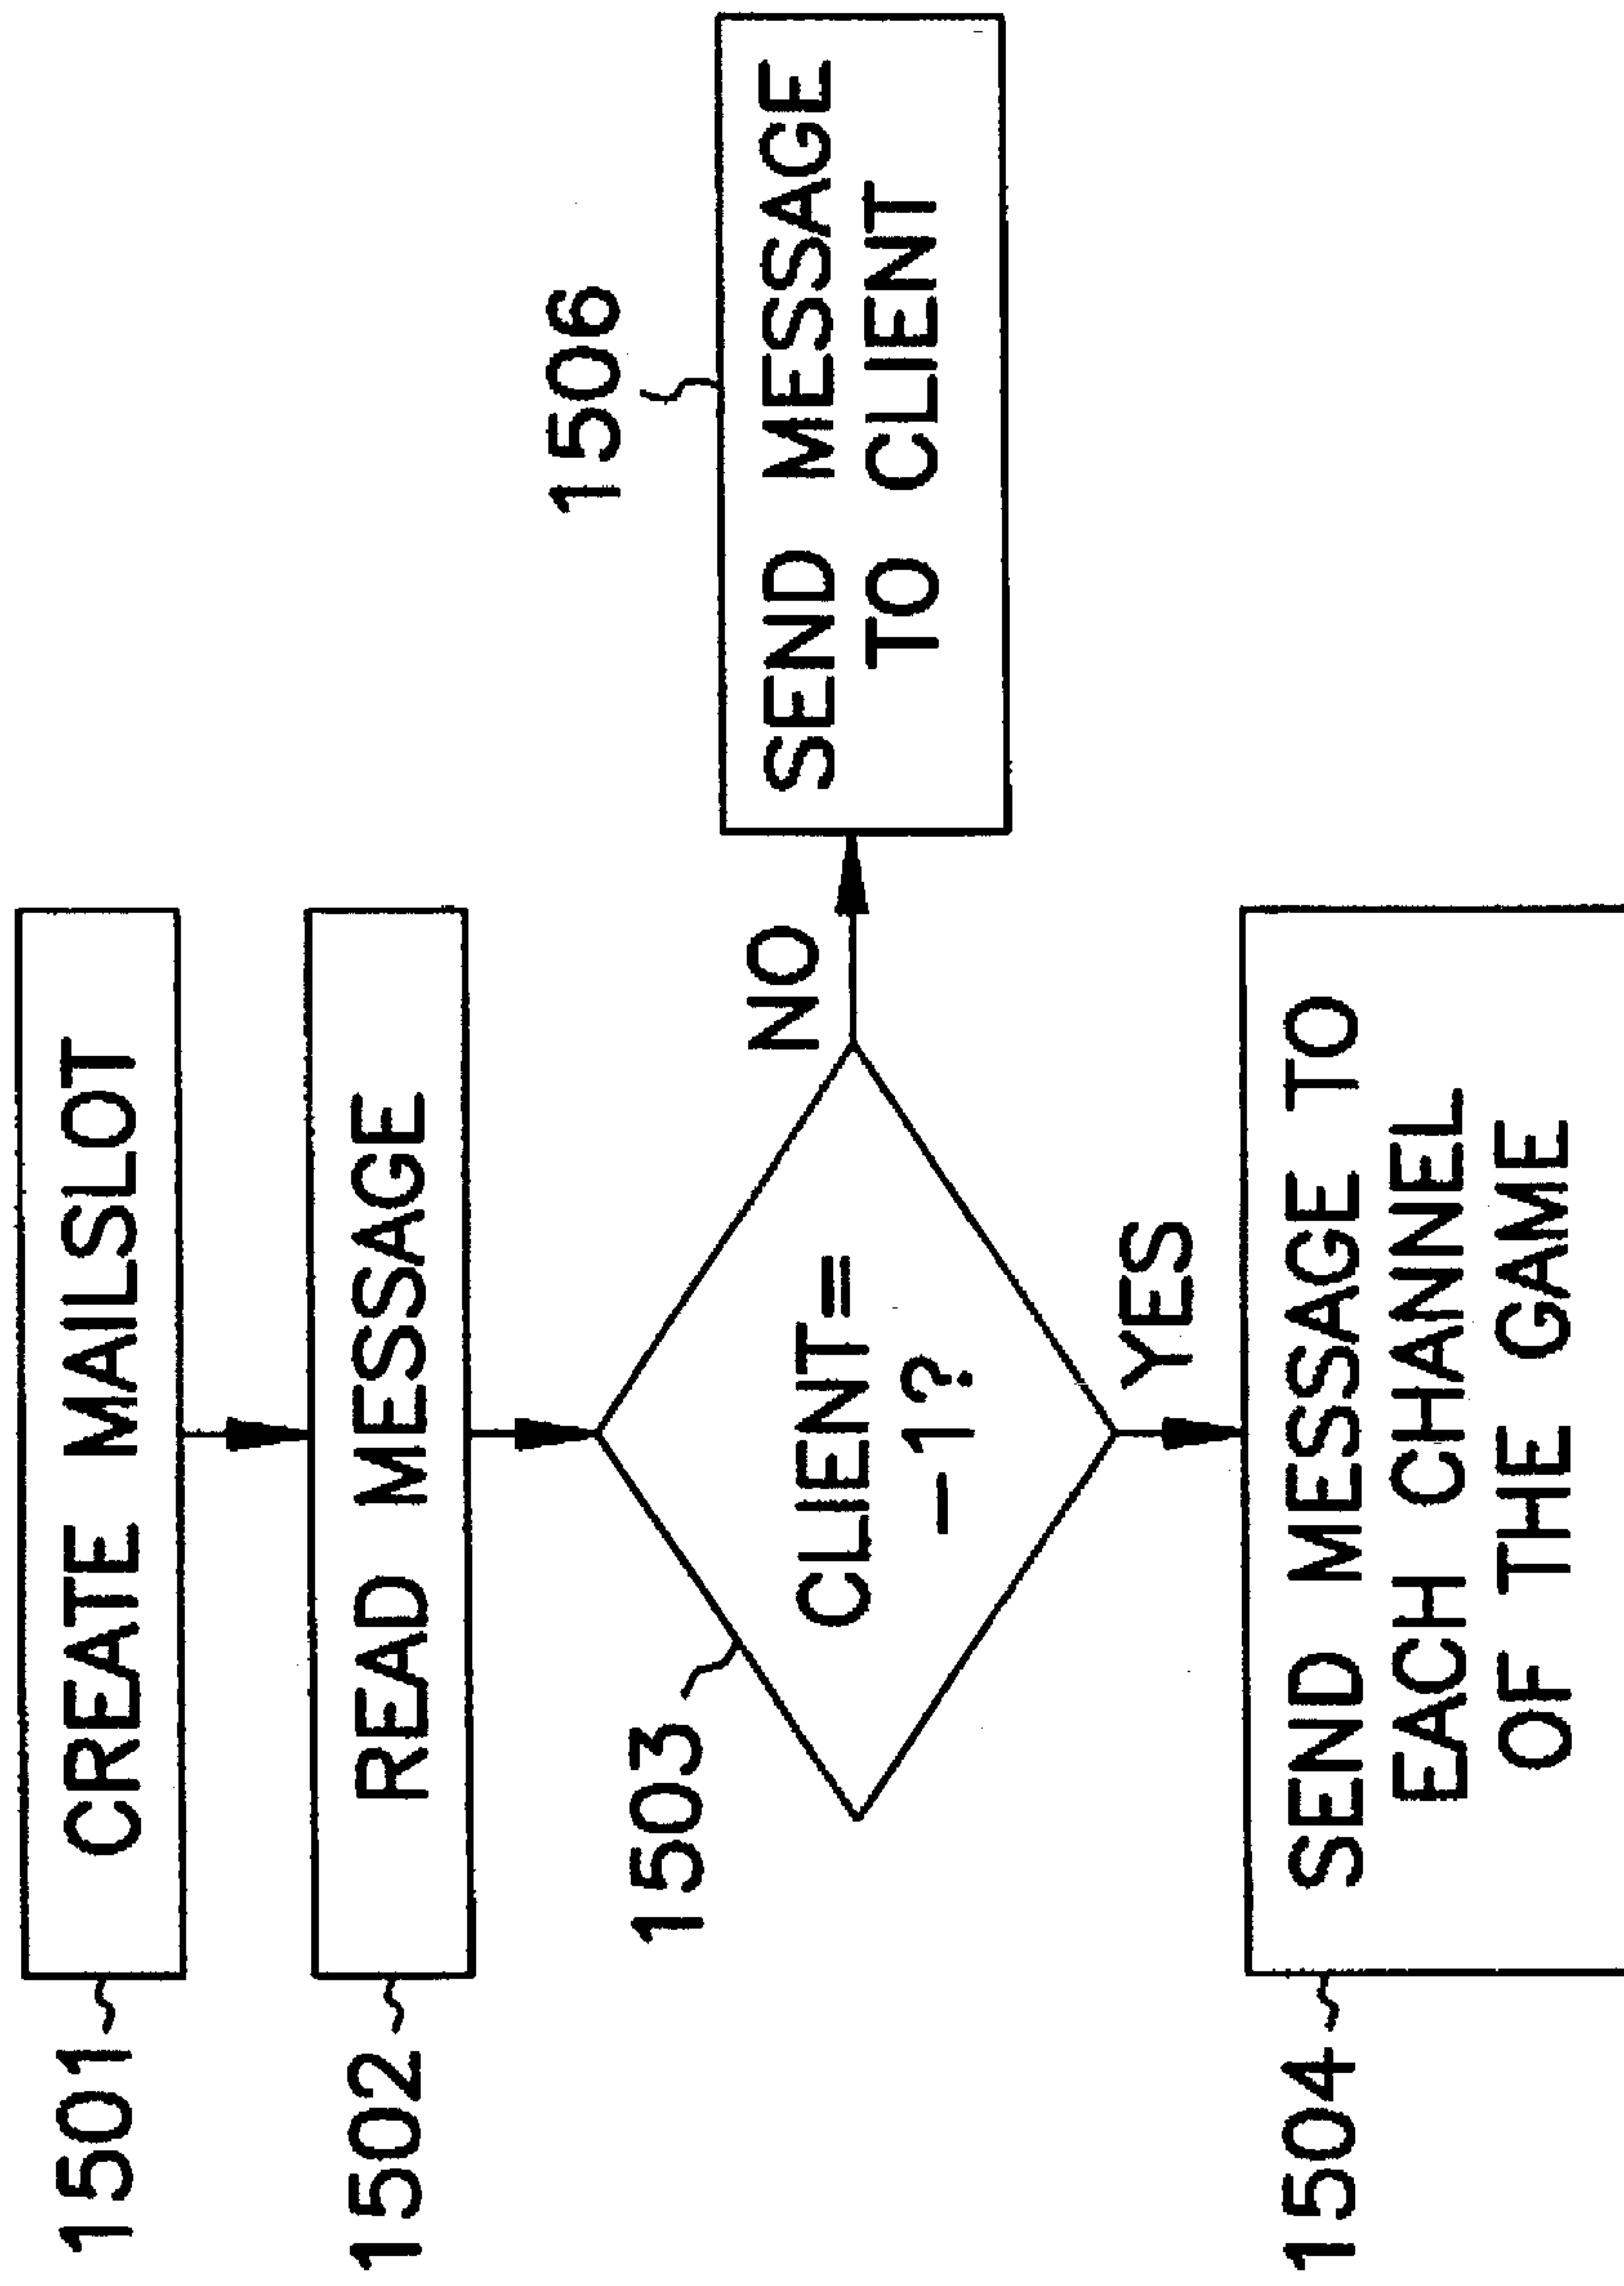 1501
CREATE MAILSLOT
1502
READ MESSAGE
1503
CLIENT=
−1?
NO
1506
SEND MESSAGE
TO CLIENT
YES
1504
SEND MESSAGE TO
EACH CHANNEL
OF THE GAME